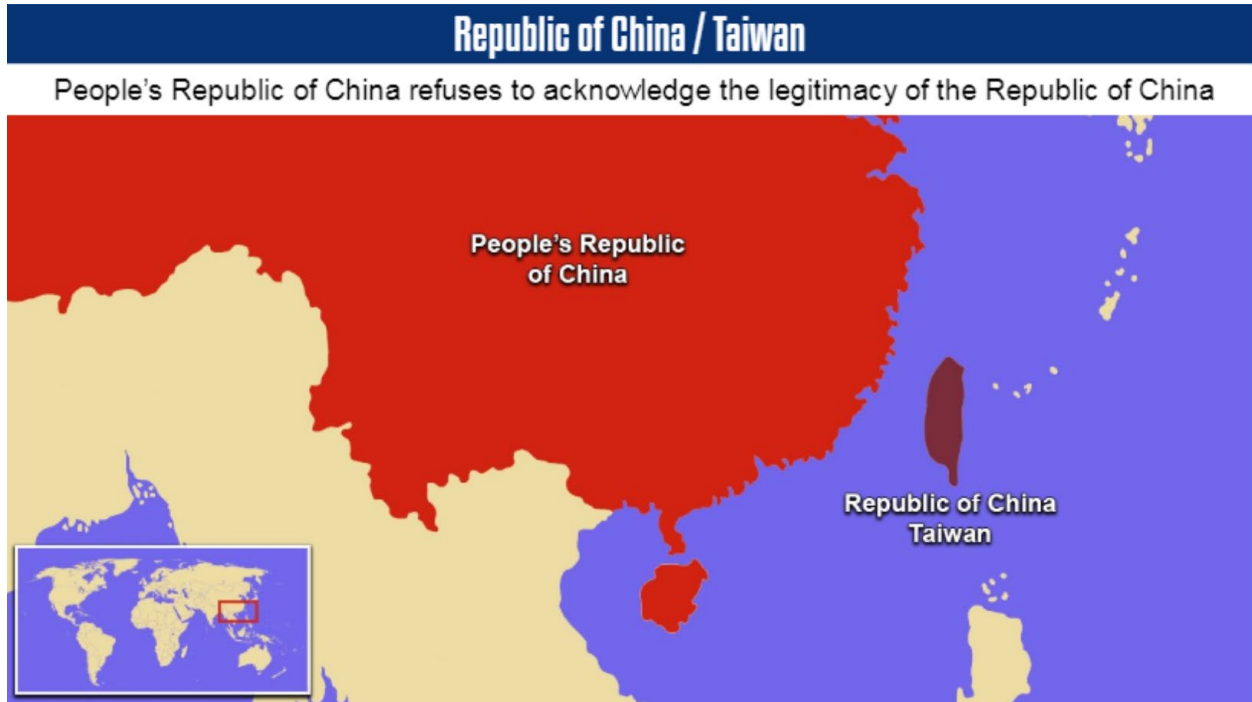 Republic of China / Taiwan
People's Republic of China refuses to acknowledge the legitimacy of the Republic of China
People's Republic
of China
Republic of China
Taiwan